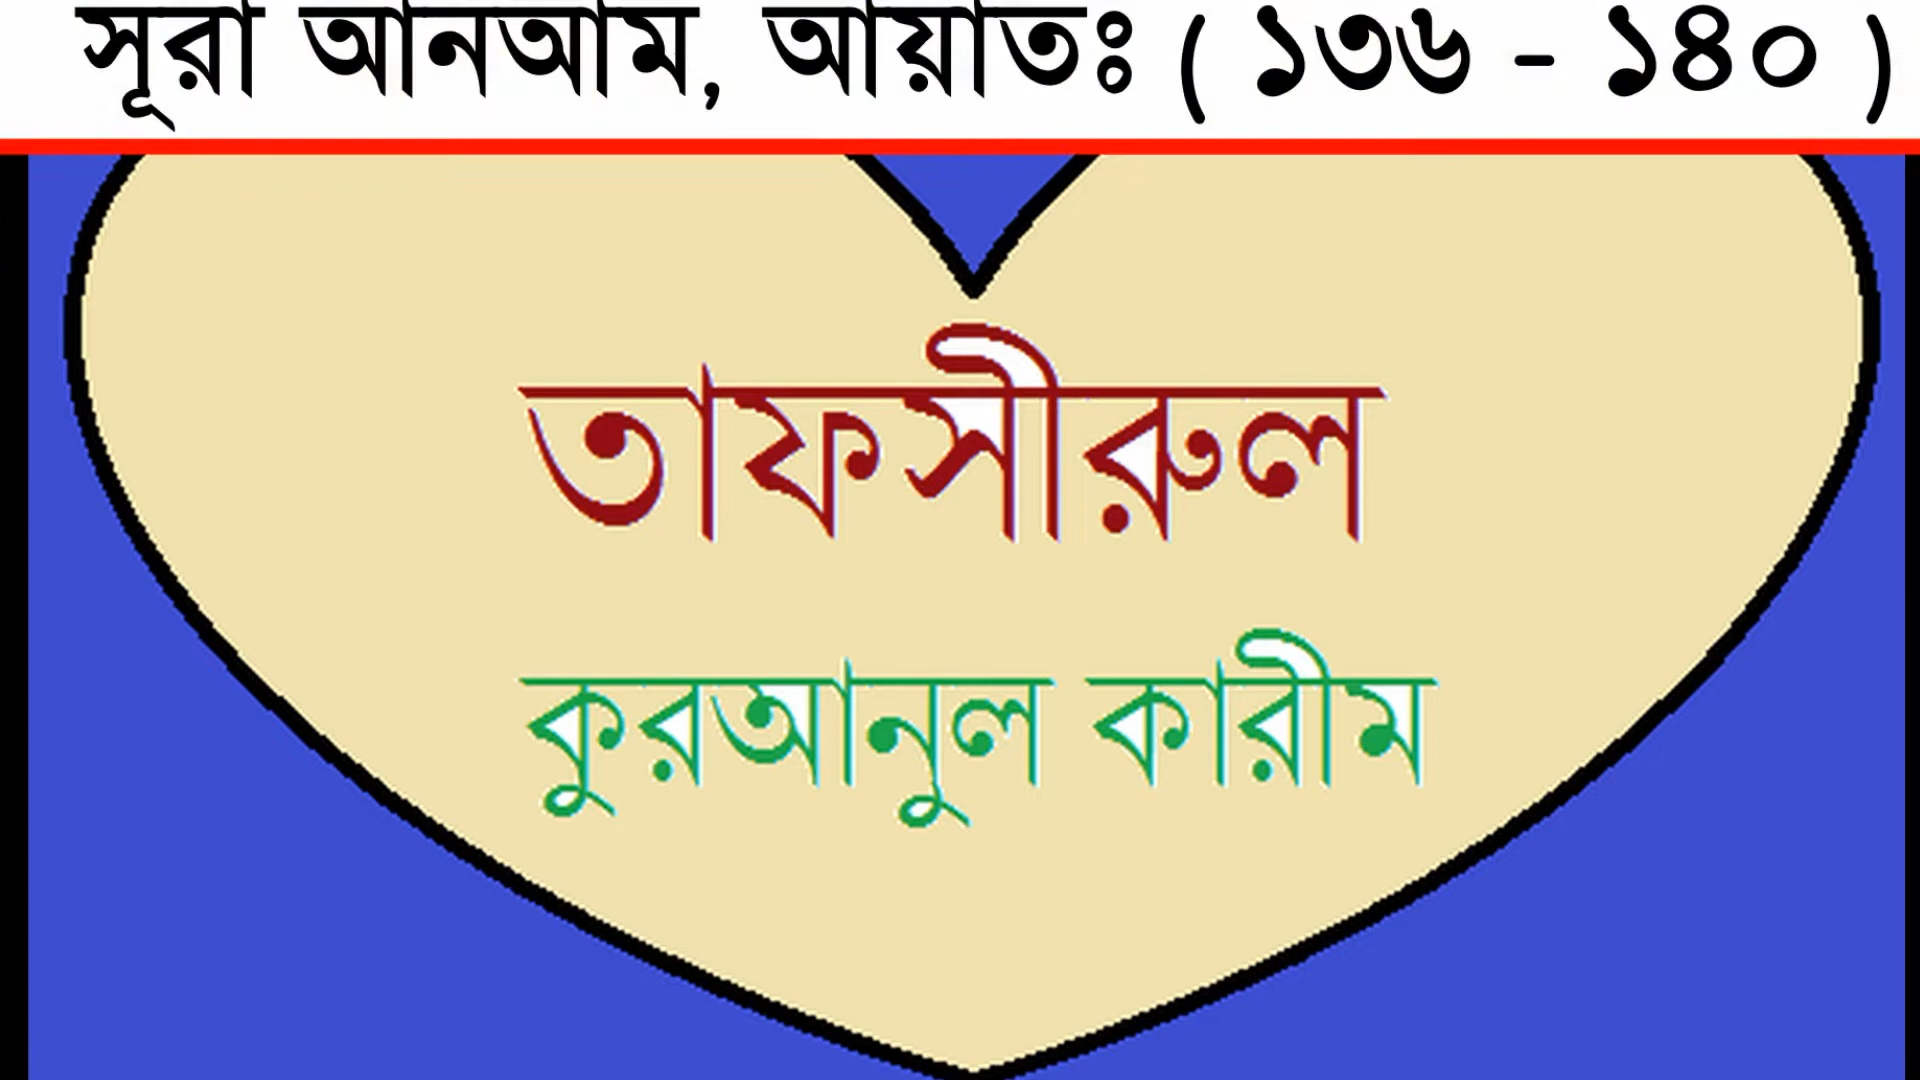 সূরা আনআম, আয়াতঃ ( ১৩৬ - ১৪০ )
তাফসীরুল
কুরআনুল কারীম